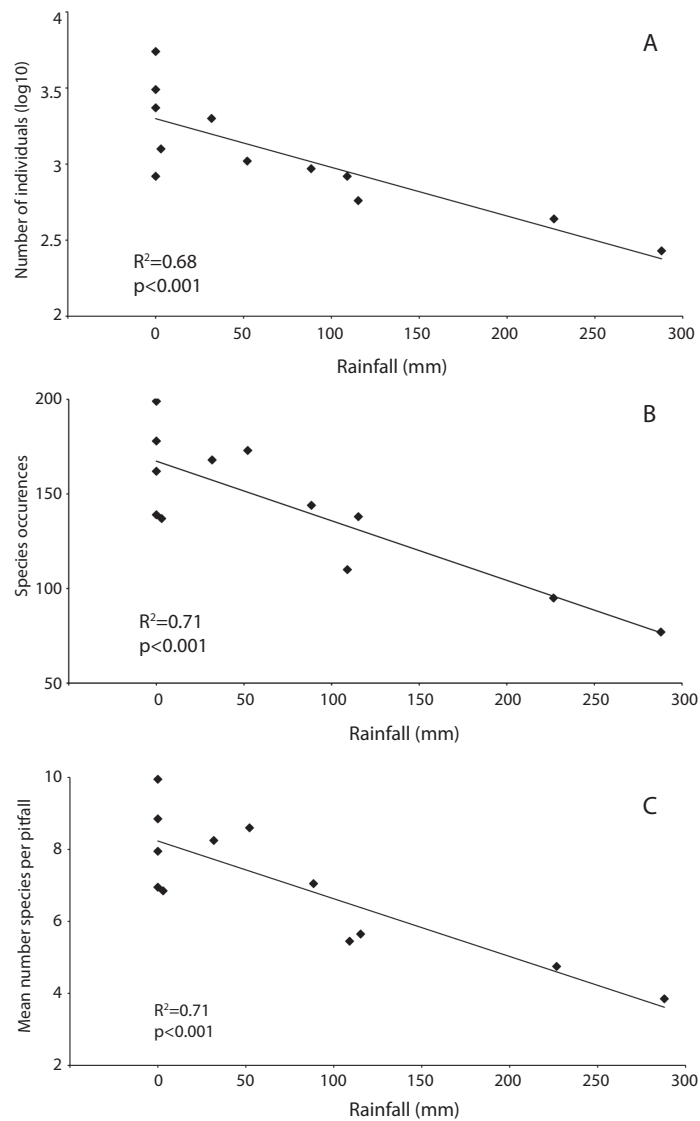 A
Number of individuals (log10)
4
3.5
3
2.5
2
R²=0.68
p<0.001
0 50 100 150 200 250 300
Rainfall (mm)
B
Species occurences
200
150
100
50
R²=0.71
p<0.001
0 50 100 150 200 250 300
Rainfall (mm)
C
Mean number species per pitfall
10
8
6
4
2
R²=0.71
p<0.001
0 50 100 150 200 250 300
Rainfall (mm)